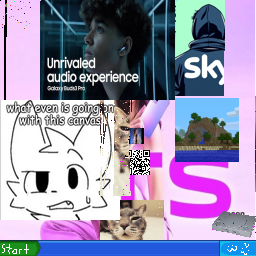 Unrivaled
audio experience
Galaxy Buds3 Pro
sky
what even is going on
with this canvas
S
Start